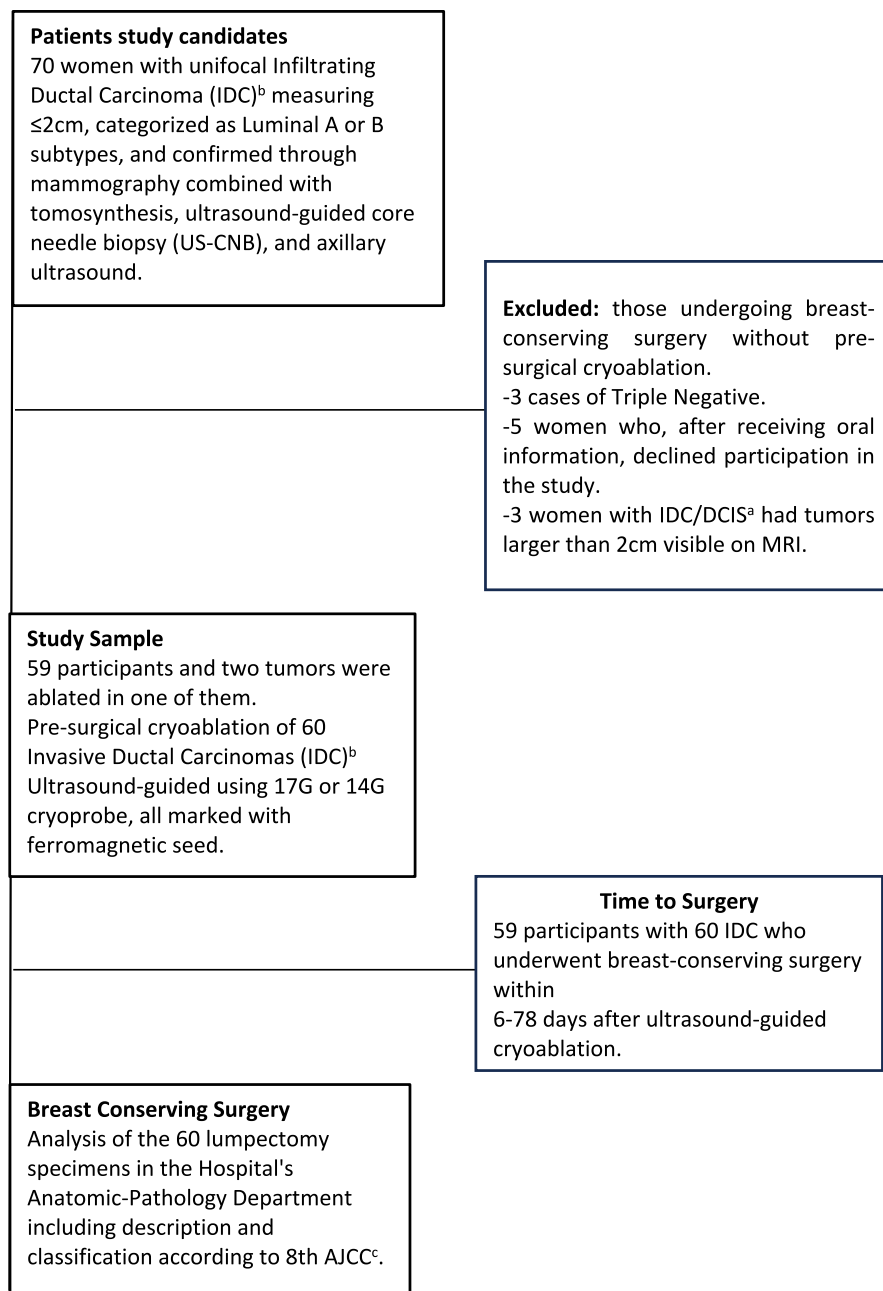 Patients study candidates
70 women with unifocal Infiltrating
Ductal Carcinoma (IDC)ᵇ measuring
≤2cm, categorized as Luminal A or B
subtypes, and confirmed through
mammography combined with
tomosynthesis, ultrasound-guided core
needle biopsy (US-CNB), and axillary
ultrasound.
Excluded: those undergoing breast-
conserving surgery without pre-
surgical cryoablation.
-3 cases of Triple Negative.
-5 women who, after receiving oral
information, declined participation in
the study.
-3 women with IDC/DCISᵃ had tumors
larger than 2cm visible on MRI.
Study Sample
59 participants and two tumors were
ablated in one of them.
Pre-surgical cryoablation of 60
Invasive Ductal Carcinomas (IDC)ᵇ
Ultrasound-guided using 17G or 14G
cryoprobe, all marked with
ferromagnetic seed.
Time to Surgery
59 participants with 60 IDC who
underwent breast-conserving surgery
within
6-78 days after ultrasound-guided
cryoablation.
Breast Conserving Surgery
Analysis of the 60 lumpectomy
specimens in the Hospital's
Anatomic-Pathology Department
including description and
classification according to 8th AJCCᶜ.